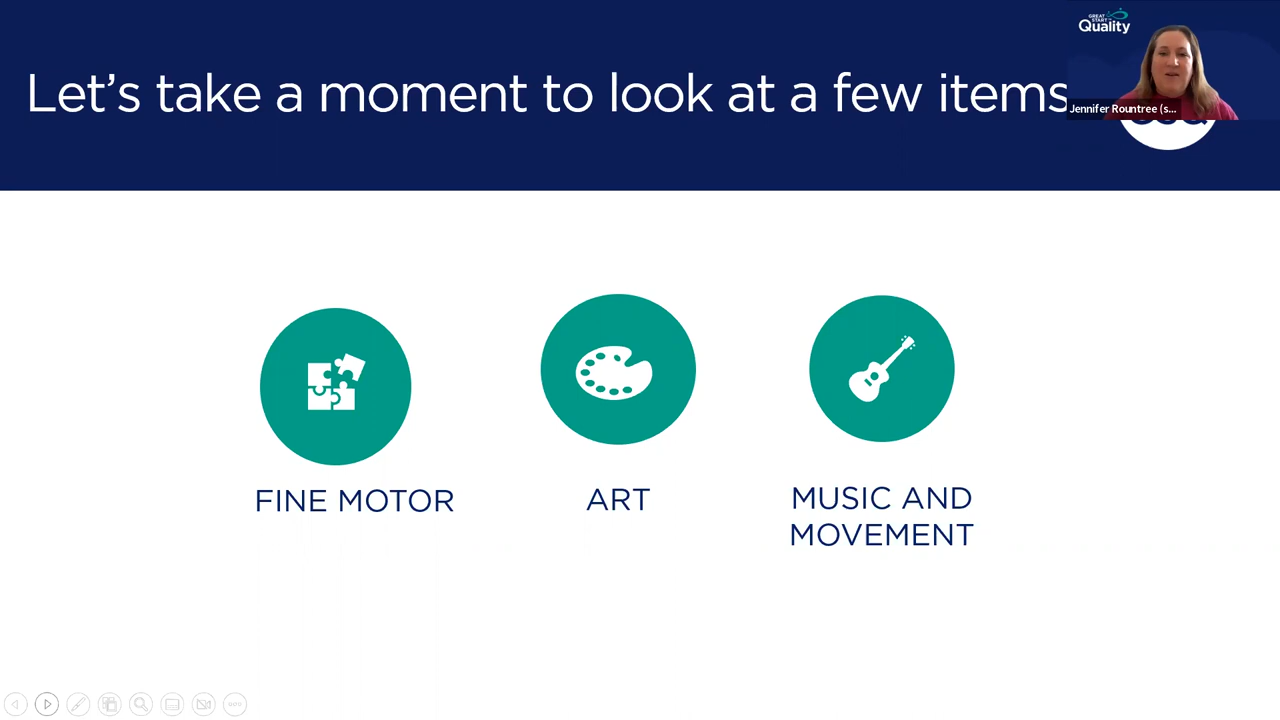 Let's take a moment to look at a few items
GREAT
START TO
Quality
Jennifer Rountree (s...
FINE MOTOR
ART
MUSIC AND
MOVEMENT